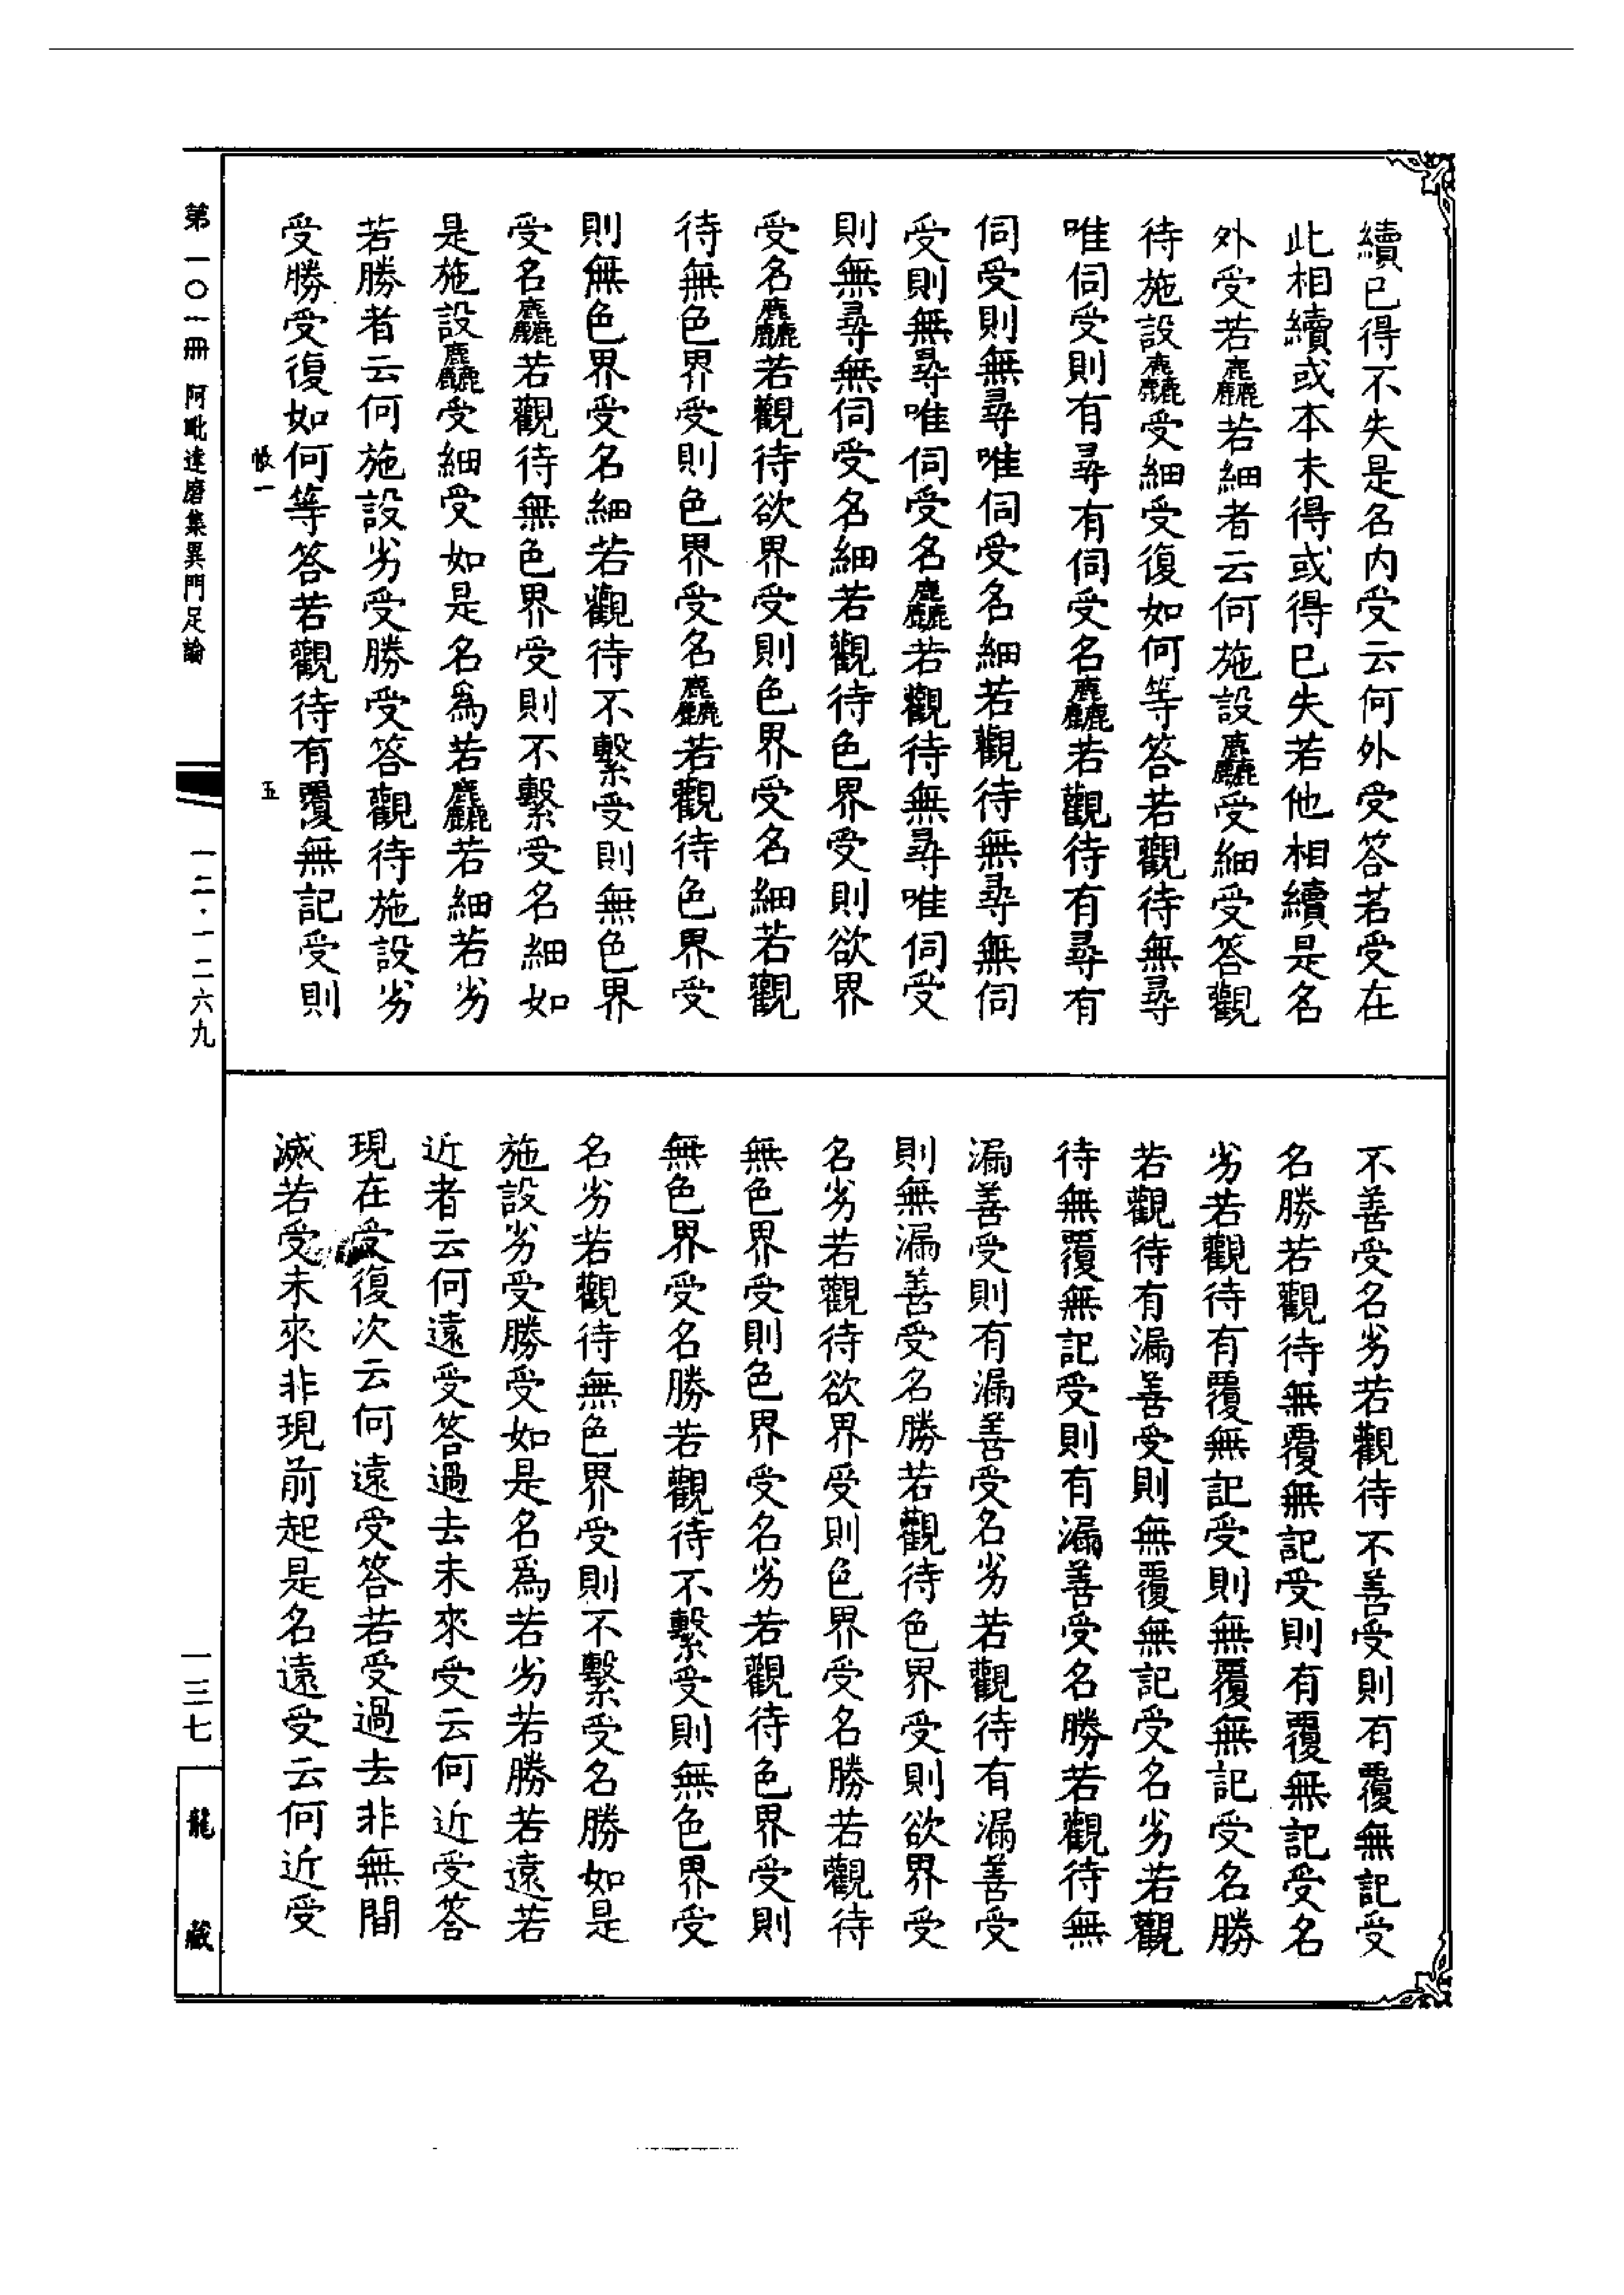 續已得不失是名内受云何外受答若受在
此相續或本未得或得已失若他相續是名
外受若麤若細者云何施設麤受細受答觀
待施設麤受細受復如何等答若觀待無尋
唯伺受則有尋有伺受名麤若觀待有尋有
伺受則無尋唯伺受名細若觀待無尋無伺
受則無尋唯伺受名麤若觀待無尋唯伺受
則無尋無伺受名細若觀待色界受則欲界
受名麤若觀待欲界受則色界受名細若觀
待無色界受則色界受名麤若觀待色界受
則無色界受名細若觀待不繫受則無色界
受名麤若觀待無色界受則不繫受名細如
是施設麤受細受如是名爲若麤若細若劣
若勝者云何施設劣受勝受答觀待施設劣
受勝受復如何等答若觀待有覆無記受則
不善受名劣若觀待不善受則有覆無記受
名勝若觀待無覆無記受則有覆無記受名
劣若觀待有覆無記受則無覆無記受名勝
若觀待有漏善受則無覆無記受名劣若觀
待無覆無記受則有漏善受名勝若觀待無
漏善受則有漏善受名劣若觀待有漏善受
則無漏善受名勝若觀待色界受則欲界受
名劣若觀待欲界受則色界受名勝若觀待
無色界受則色界受名劣若觀待色界受則
無色界受名勝若觀待不繫受則無色界受
名劣若觀待無色界受則不繫受名勝如是
施設劣受勝受如是名爲若劣若勝若遠若
近者云何遠受答過去未來受云何近受答
現在受復次云何遠受答若受過去非無間
滅若受未來非現前起是名遠受云何近受
第一〇一册 阿毗達磨集異門足論
帙一
五
一二·一二六九
一三七
龍藏